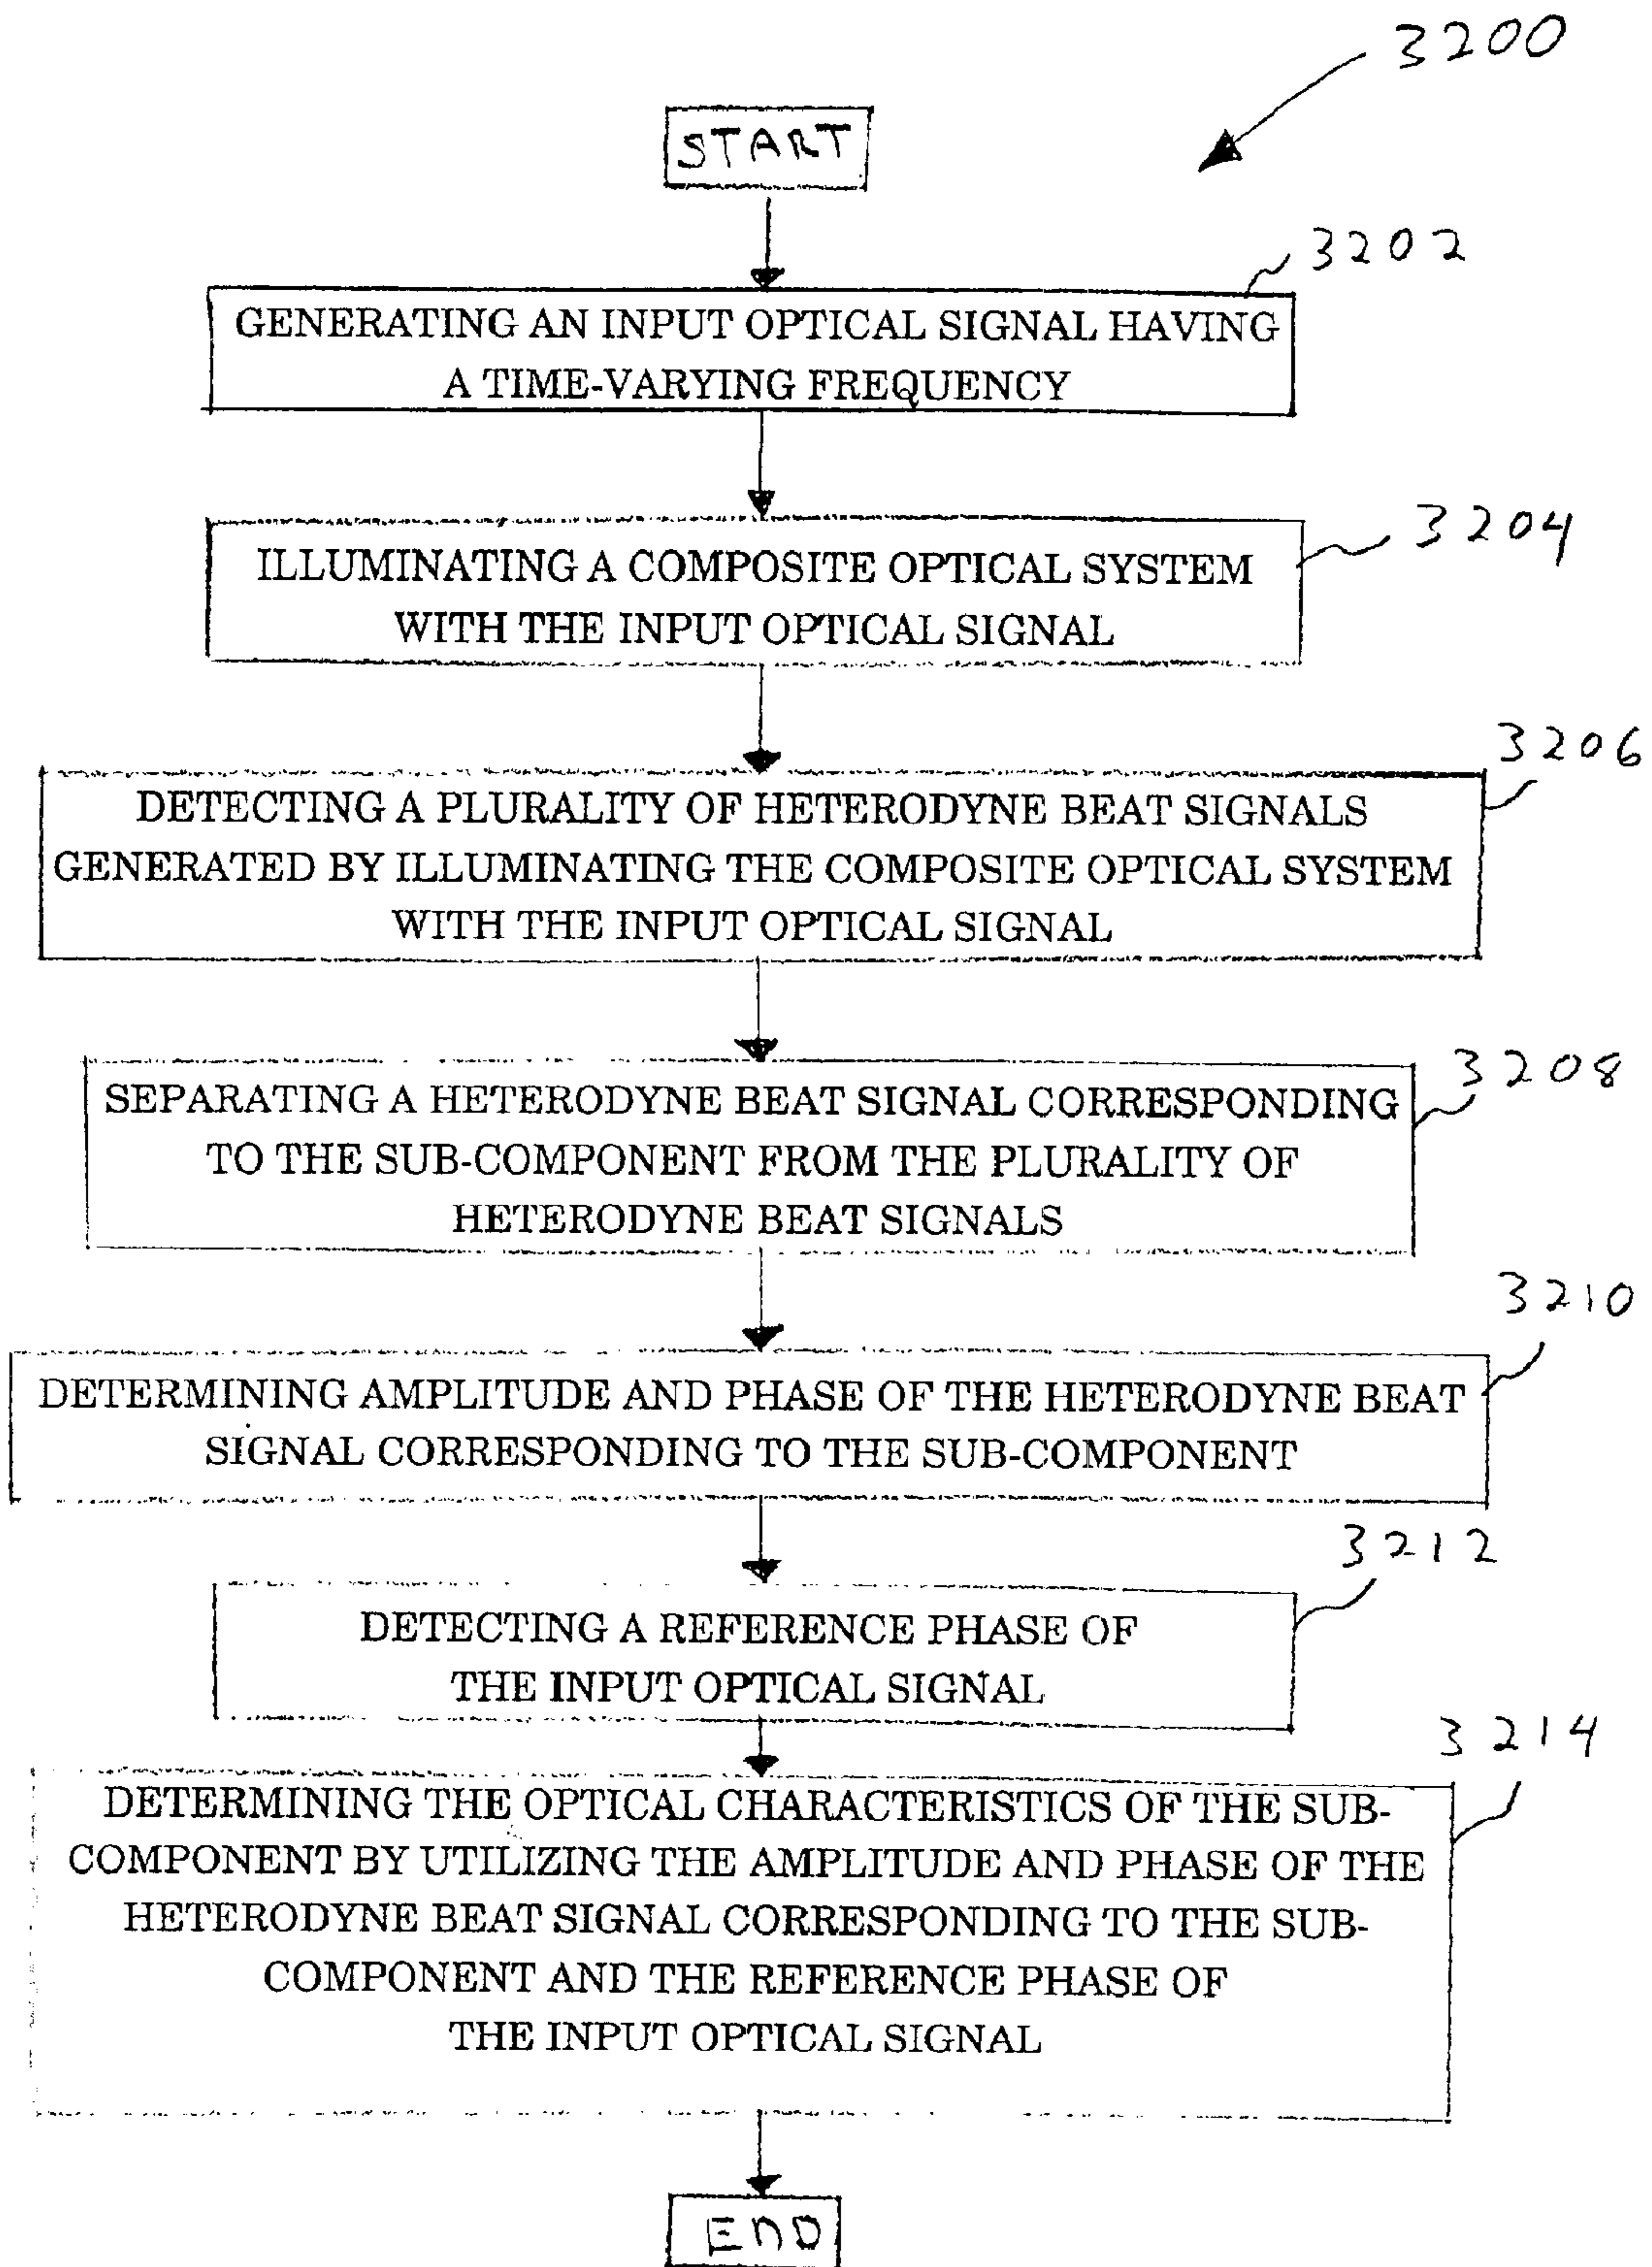 3200
START
3202
GENERATING AN INPUT OPTICAL SIGNAL HAVING
A TIME-VARYING FREQUENCY
3204
ILLUMINATING A COMPOSITE OPTICAL SYSTEM
WITH THE INPUT OPTICAL SIGNAL
3206
DETECTING A PLURALITY OF HETERODYNE BEAT SIGNALS
GENERATED BY ILLUMINATING THE COMPOSITE OPTICAL SYSTEM
WITH THE INPUT OPTICAL SIGNAL
3208
SEPARATING A HETERODYNE BEAT SIGNAL CORRESPONDING
TO THE SUB-COMPONENT FROM THE PLURALITY OF
HETERODYNE BEAT SIGNALS
3210
DETERMINING AMPLITUDE AND PHASE OF THE HETERODYNE BEAT
SIGNAL CORRESPONDING TO THE SUB-COMPONENT
3212
DETECTING A REFERENCE PHASE OF
THE INPUT OPTICAL SIGNAL
3214
DETERMINING THE OPTICAL CHARACTERISTICS OF THE SUB-
COMPONENT BY UTILIZING THE AMPLITUDE AND PHASE OF THE
HETERODYNE BEAT SIGNAL CORRESPONDING TO THE SUB-
COMPONENT AND THE REFERENCE PHASE OF
THE INPUT OPTICAL SIGNAL
END